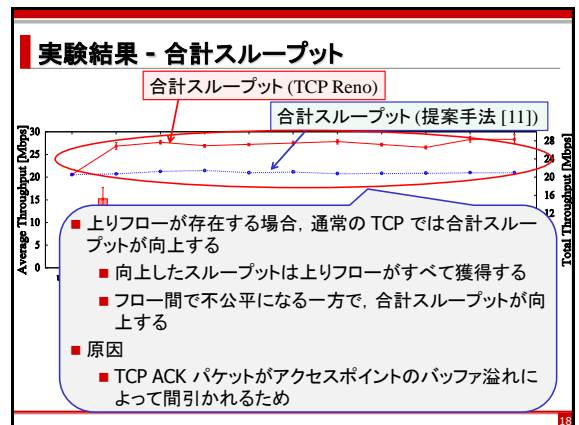 実験結果 - 合計スループット
合計スループット (TCP Reno)
合計スループット (提案手法 [11])
Average Throughput [Mbps]
30
25
20
15
10
5
0
28
24
20
16
12
Total Throughput [Mbps]
上りフローが存在する場合, 通常の TCP では合計スルー
プットが向上する
向上したスループットは上りフローがすべて獲得する
フロー間で不公平になる一方で, 合計スループットが向
上する
原因
TCP ACK パケットがアクセスポイントのバッファ溢れに
よって間引かれるため
18